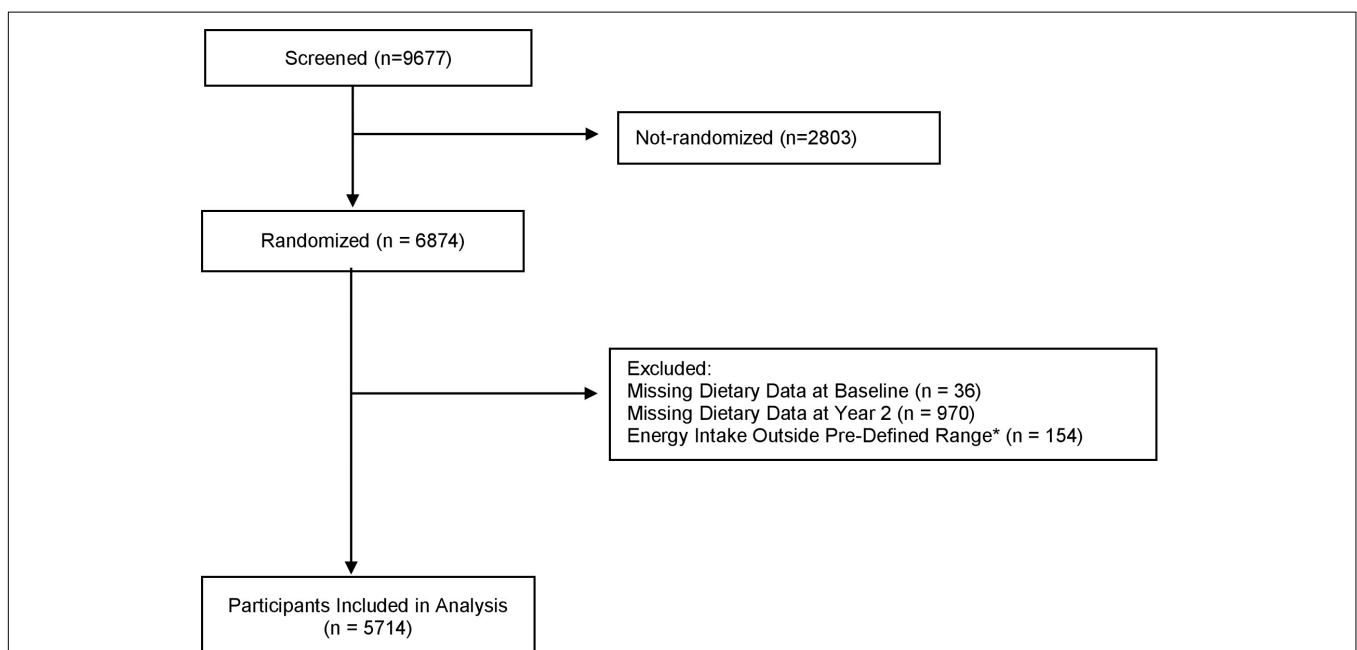 Screened (n=9677)
Not-randomized (n=2803)
Randomized (n = 6874)
Excluded:
Missing Dietary Data at Baseline (n = 36)
Missing Dietary Data at Year 2 (n = 970)
Energy Intake Outside Pre-Defined Range* (n = 154)
Participants Included in Analysis
(n = 5714)